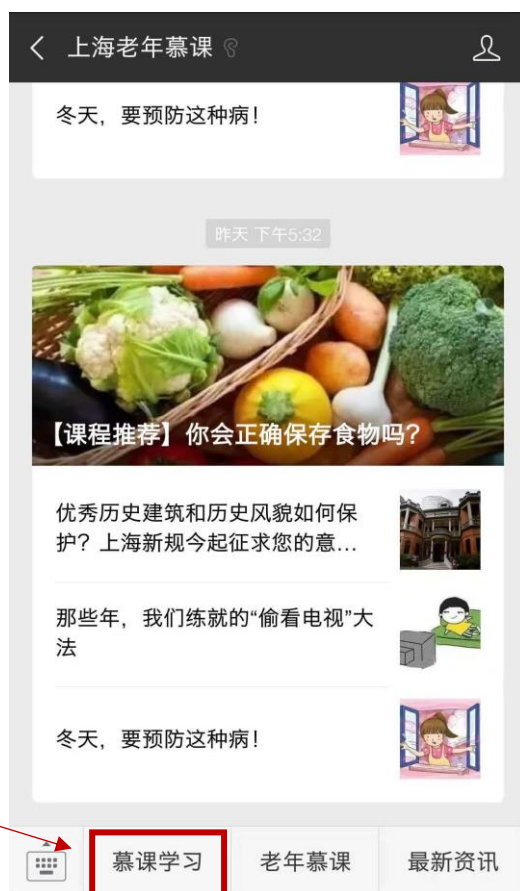 上海老年慕课
冬天，要预防这种病！
昨天 下午5:32
【课程推荐】你会正确保存食物吗？
优秀历史建筑和历史风貌如何保
护？上海新规今起征求您的意…
那些年，我们练就的“偷看电视”大
法
冬天，要预防这种病！
慕课学习
老年慕课
最新资讯